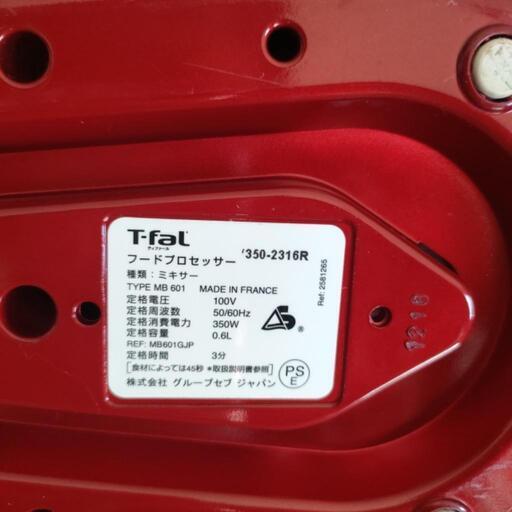 T-faL
ティファール
フードプロセッサー '350-2316R
種類：ミキサー
TYPE MB 601 MADE IN FRANCE
定格電圧 100V
定格周波数 50/60Hz
定格消費電力 350W
定格容量 0.6L
REF: MB601GJP
定格時間 3分
［食材によっては45秒 *取扱説明書参照］
株式会社 グループセブ ジャパン
Ref: 2581265
PS
E
1216